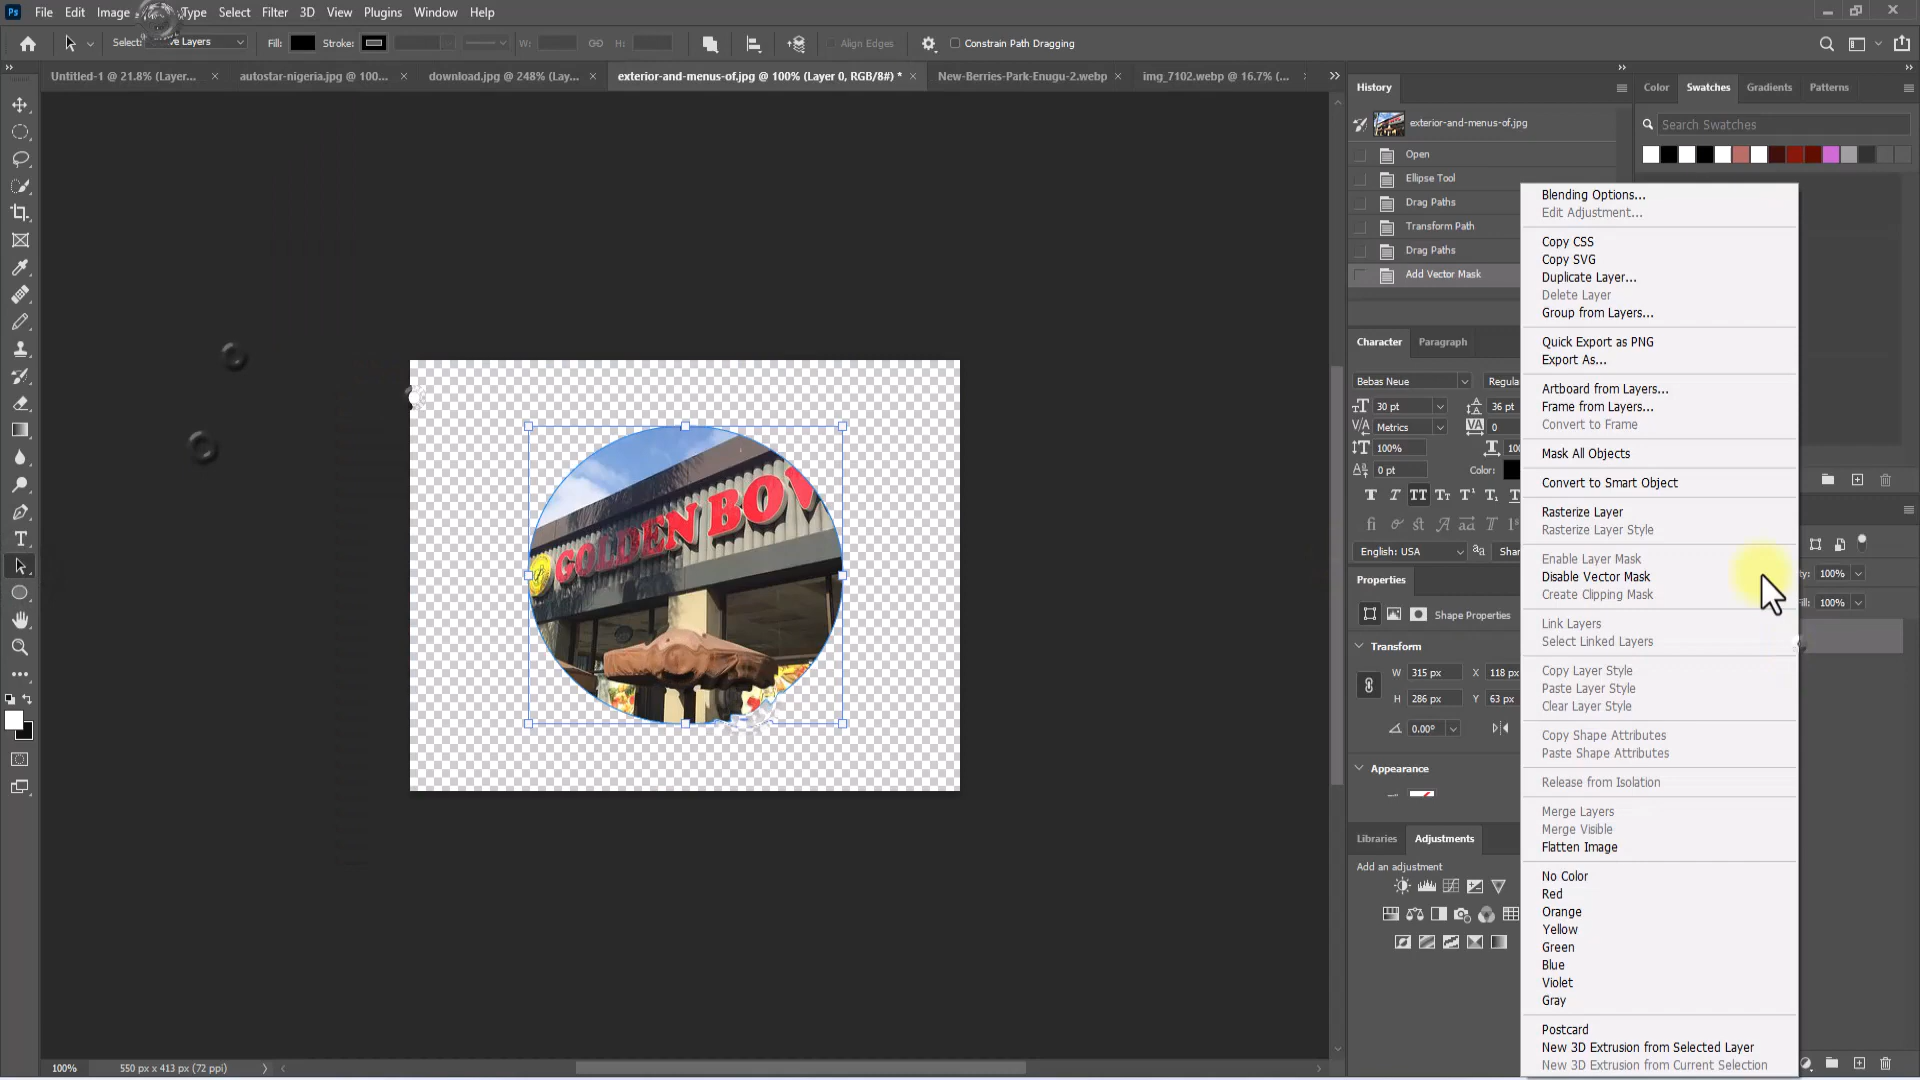 Ps File Edit Image Type Select Filter 3D View Plugins Window Help
Select: Layers Fill: Stroke: W: H: Align Edges Constrain Path Dragging
Untitled-1 @ 21.8% (Layer... × autostar-nigeria.jpg @ 100... × download.jpg @ 248% (Lay... × exterior-and-menus-of.jpg @ 100% (Layer 0, RGB/8#) * × New-Berries-Park-Enugu-2.webp × img_7102.webp @ 16.7% (...
History
exterior-and-menus-of.jpg
Open
Ellipse Tool
Drag Paths
Transform Path
Drag Paths
Add Vector Mask
Color Swatches Gradients Patterns
Search Swatches
Character Paragraph
Bebas Neue Regula
30 pt 36 pt
Metrics 0
100% 10
0 pt Color:
English: USA Shar
Properties
Shape Properties
Transform
W 315 px X 118 px
H 286 px Y 63 px
0.00°
Appearance
Libraries Adjustments
Add an adjustment
Blending Options...
Edit Adjustment...
Copy CSS
Copy SVG
Duplicate Layer...
Delete Layer
Group from Layers...
Quick Export as PNG
Export As...
Artboard from Layers...
Frame from Layers...
Convert to Frame
Mask All Objects
Convert to Smart Object
Rasterize Layer
Rasterize Layer Style
Enable Layer Mask
Disable Vector Mask
Create Clipping Mask
Link Layers
Select Linked Layers
Copy Layer Style
Paste Layer Style
Clear Layer Style
Copy Shape Attributes
Paste Shape Attributes
Release from Isolation
Merge Layers
Merge Visible
Flatten Image
No Color
Red
Orange
Yellow
Green
Blue
Violet
Gray
Postcard
New 3D Extrusion from Selected Layer
New 3D Extrusion from Current Selection
100%
100%
GOLDEN BOW
100% 550 px x 413 px (72 ppi)